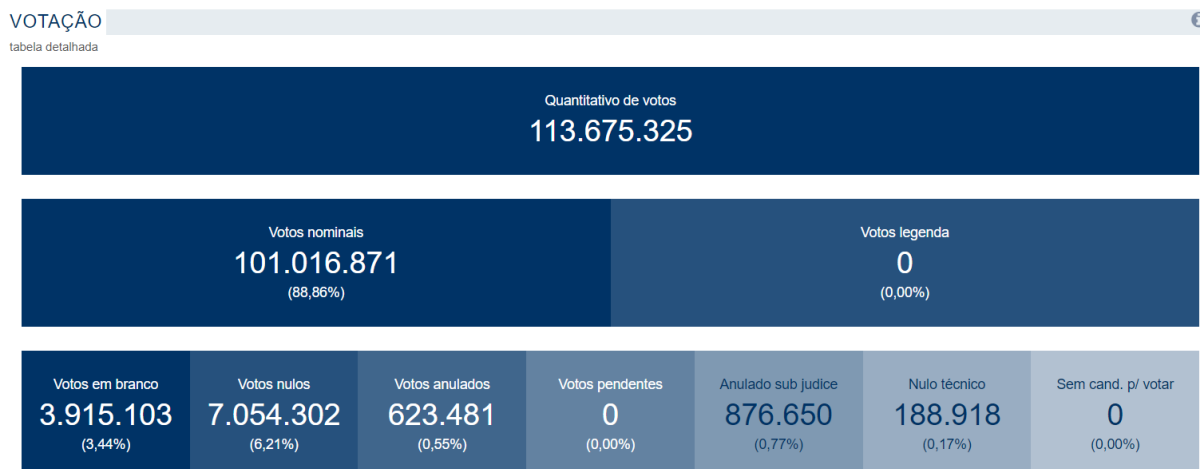 VOTAÇÃO
tabela detalhada
Quantitativo de votos
113.675.325
Votos nominais
101.016.871
(88,86%)
Votos legenda
0
(0,00%)
Votos em branco
3.915.103
(3,44%)
Votos nulos
7.054.302
(6,21%)
Votos anulados
623.481
(0,55%)
Votos pendentes
0
(0,00%)
Anulado sub judice
876.650
(0,77%)
Nulo técnico
188.918
(0,17%)
Sem cand. p/ votar
0
(0,00%)